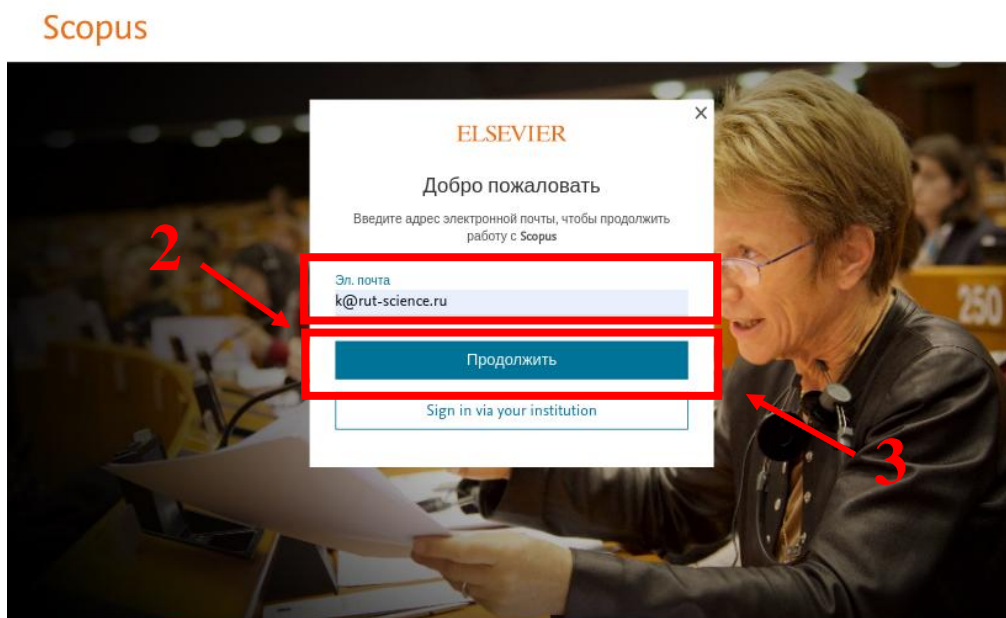 Scopus
ELSEVIER
Добро пожаловать
Введите адрес электронной почты, чтобы продолжить
работу с Scopus
2
Эл. почта
k@rut-science.ru
250
Продолжить
Sign in via your institution
3